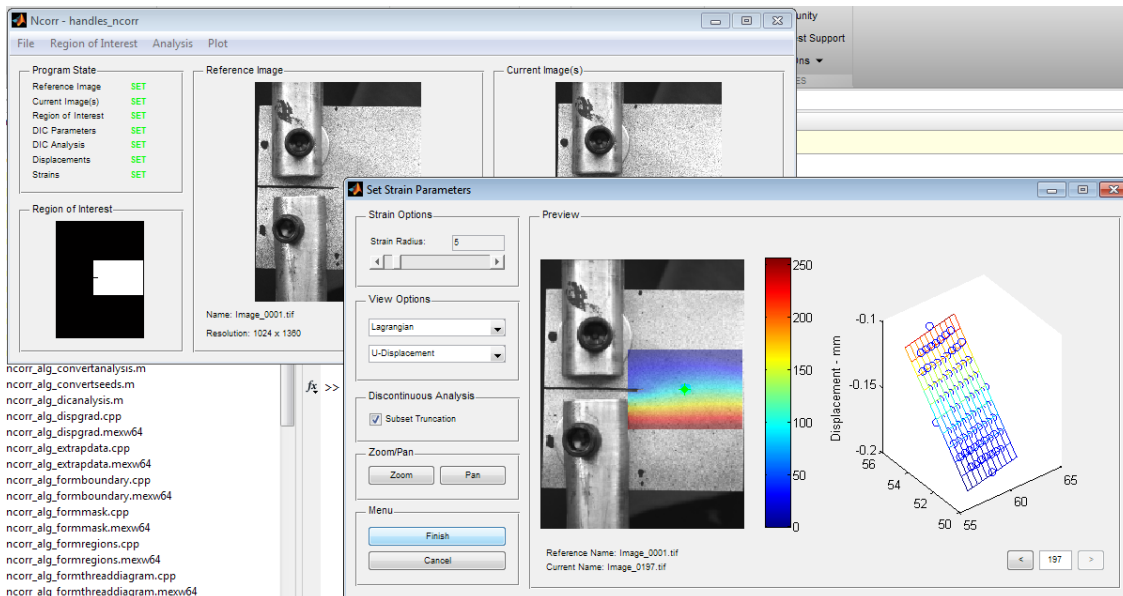 Ncorr - handles_ncorr
File Region of Interest Analysis Plot
Program State
Reference Image SET
Current Image(s) SET
Region of Interest SET
DIC Parameters SET
DIC Analysis SET
Displacements SET
Strains SET
Reference Image
Current Image(s)
Region of Interest
Name: Image_0001.tif
Resolution: 1024 x 1360
unity
st Support
ns
ES
ncorr_alg_convertanalysis.m
ncorr_alg_convertseeds.m
ncorr_alg_dicanalysis.m
ncorr_alg_dispgrad.cpp
ncorr_alg_dispgrad.mexw64
ncorr_alg_extrapdata.cpp
ncorr_alg_extrapdata.mexw64
ncorr_alg_formboundary.cpp
ncorr_alg_formboundary.mexw64
ncorr_alg_formmask.cpp
ncorr_alg_formmask.mexw64
ncorr_alg_formregions.cpp
ncorr_alg_formregions.mexw64
ncorr_alg_formthreaddiagram.cpp
ncorr_alg_formthreaddiagram.mexw64
fx >>
Set Strain Parameters
Strain Options
Strain Radius: 5
View Options
Lagrangian
U-Displacement
Discontinuous Analysis
Subset Truncation
Zoom/Pan
Zoom Pan
Menu
Finish
Cancel
Preview
250
200
150
100
50
0
Displacement - mm
-0.1
-0.15
-0.2
56
54
52
50
55
60
65
Reference Name: Image_0001.tif
Current Name: Image_0197.tif
< 197 >